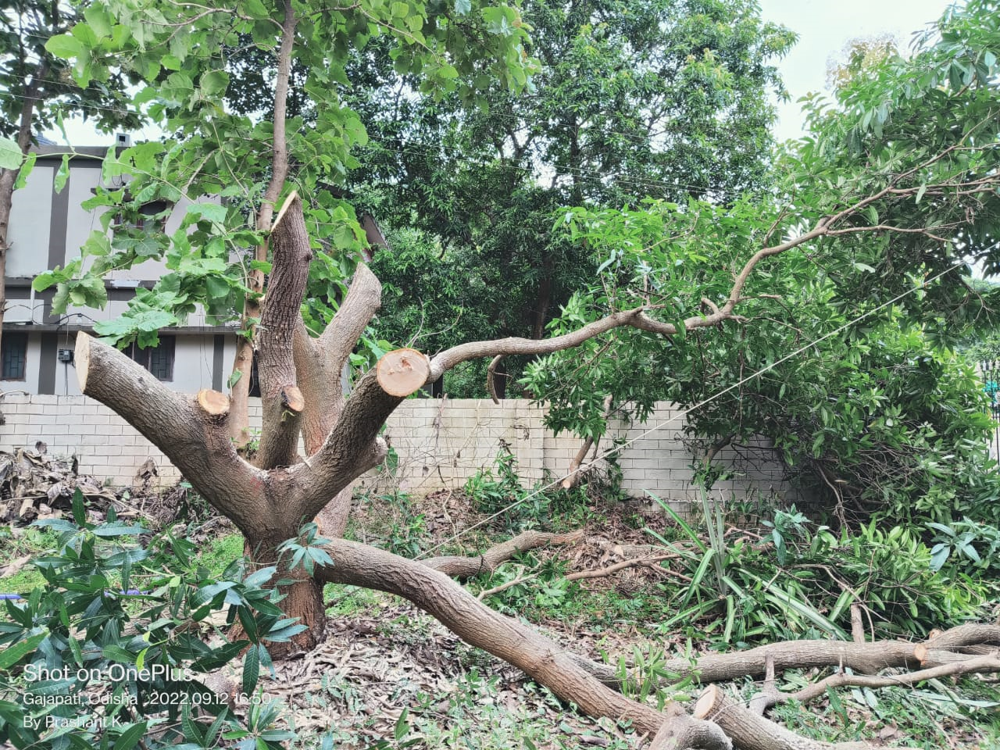 Shot on OnePlus
Gajapati, Odisha 2022.09.12 16:50
By Prashant K